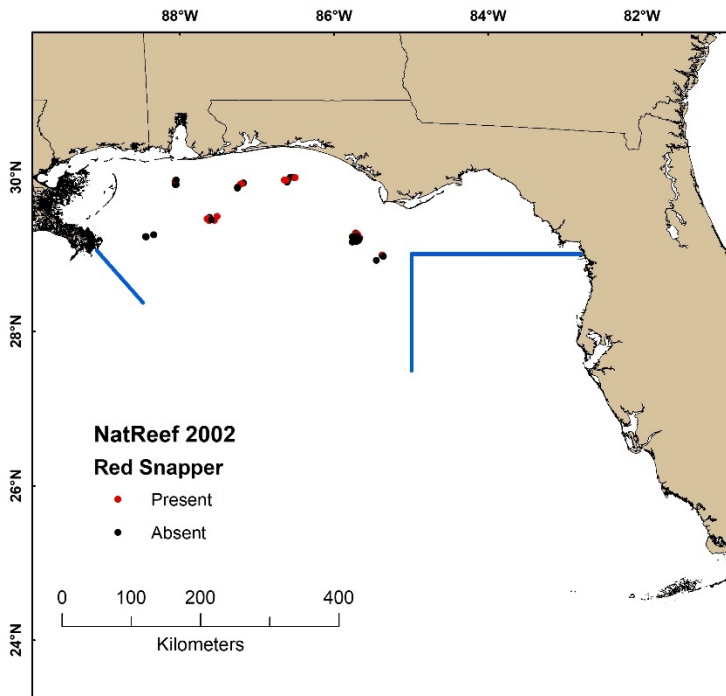 88°W 86°W 84°W 82°W
30°N
28°N
26°N
24°N
NatReef 2002
Red Snapper
Present
Absent
0 100 200 400
Kilometers